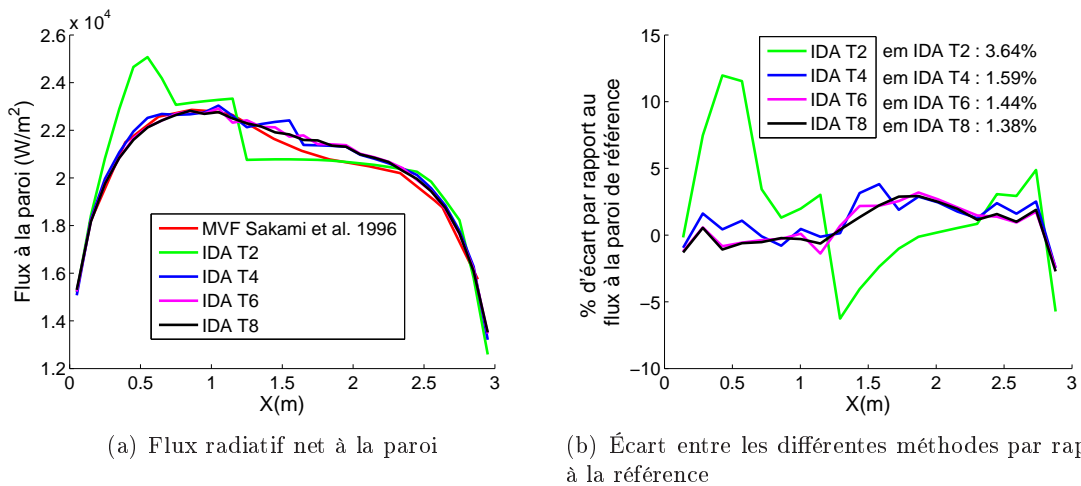 x 10⁴
2.6
2.4
2.2
2
1.8
1.6
1.4
1.2
0
0.5
1
1.5
2
2.5
3
X(m)
Flux à la paroi (W/m²)
MVF Sakami et al. 1996
IDA T2
IDA T4
IDA T6
IDA T8
(a) Flux radiatif net à la paroi
15
10
5
0
−5
−10
0
0.5
1
1.5
2
2.5
3
X(m)
% d'écart par rapport au
flux à la paroi de référence
IDA T2 em IDA T2 : 3.64%
IDA T4 em IDA T4 : 1.59%
IDA T6 em IDA T6 : 1.44%
IDA T8 em IDA T8 : 1.38%
(b) Écart entre les différentes méthodes par rap
à la référence